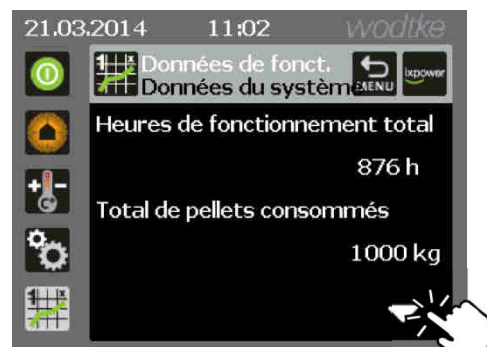 21.03.2014 11:02 wodtke
Données de fonct.
Données du système
MENU
ixpower
Heures de fonctionnement total
876 h
Total de pellets consommés
1000 kg